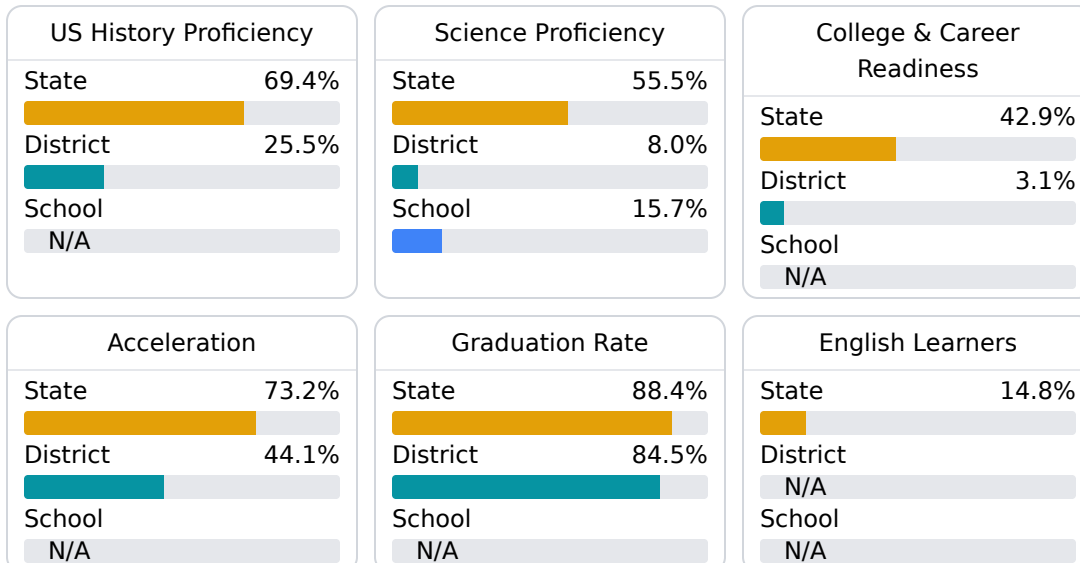 US History Proficiency
State 69.4%
District 25.5%
School
N/A
Science Proficiency
State 55.5%
District 8.0%
School 15.7%
College & Career
Readiness
State 42.9%
District 3.1%
School
N/A
Acceleration
State 73.2%
District 44.1%
School
N/A
Graduation Rate
State 88.4%
District 84.5%
School
N/A
English Learners
State 14.8%
District
N/A
School
N/A